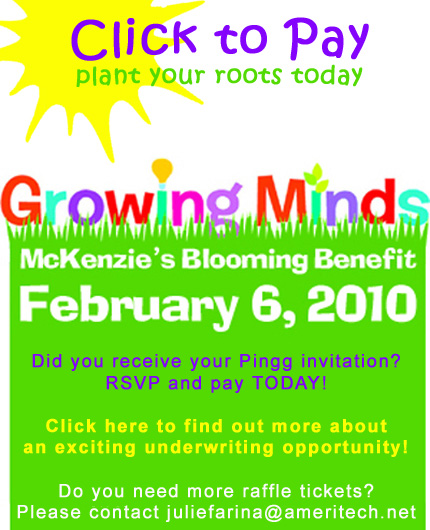 Click to Pay
plant your roots today
Growing Minds
McKenzie's Blooming Benefit
February 6, 2010
Did you receive your Pingg invitation?
RSVP and pay TODAY!
Click here to find out more about
an exciting underwriting opportunity!
Do you need more raffle tickets?
Please contact juliefarina@ameritech.net